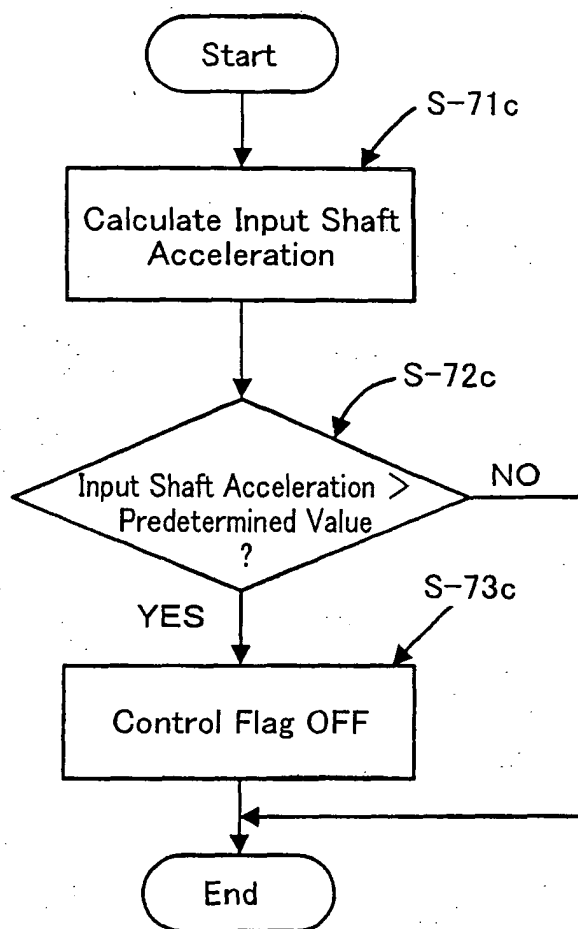 Start
S-71c
Calculate Input Shaft
Acceleration
S-72c
Input Shaft Acceleration >
Predetermined Value
?
NO
YES
S-73c
Control Flag OFF
End